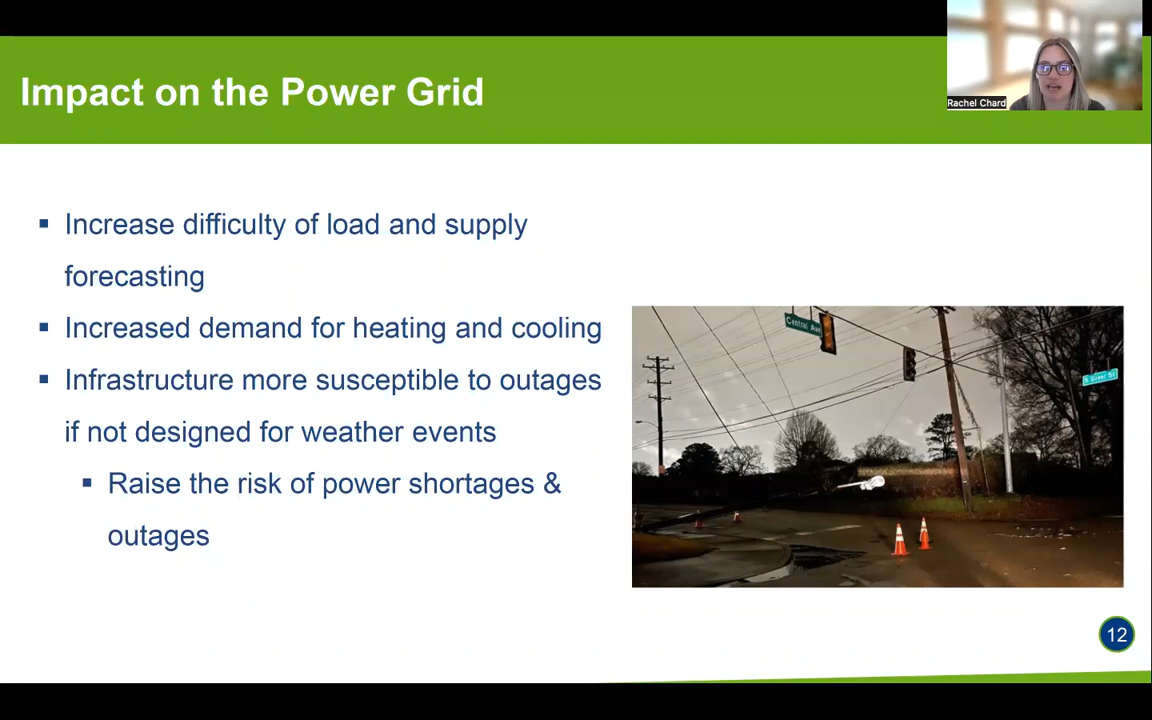 Impact on the Power Grid
Rachel Chard
▪ Increase difficulty of load and supply
forecasting
▪ Increased demand for heating and cooling
▪ Infrastructure more susceptible to outages
if not designed for weather events
▪ Raise the risk of power shortages &
outages
Central Ave
12